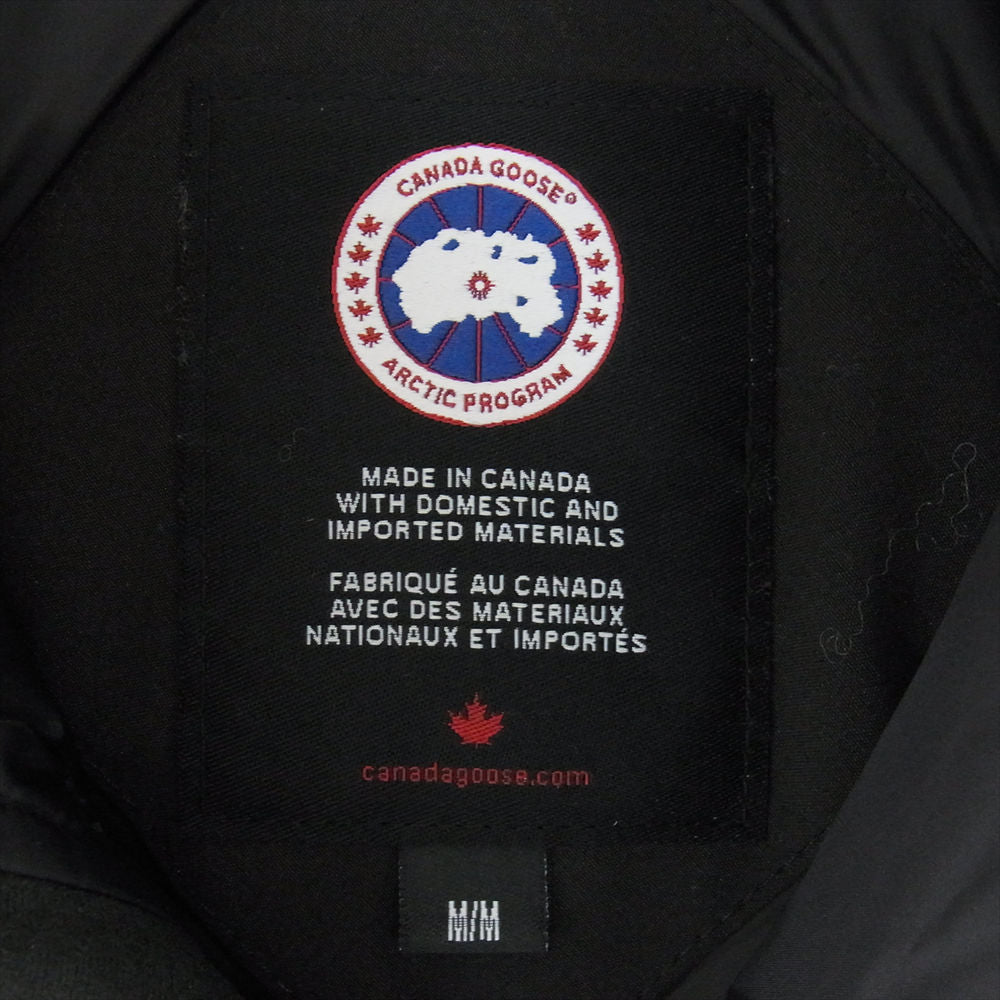 CANADA GOOSE®
ARCTIC PROGRAM
MADE IN CANADA
WITH DOMESTIC AND
IMPORTED MATERIALS
FABRIQUÉ AU CANADA
AVEC DES MATERIAUX
NATIONAUX ET IMPORTÉS
canadagoose.com
M/M